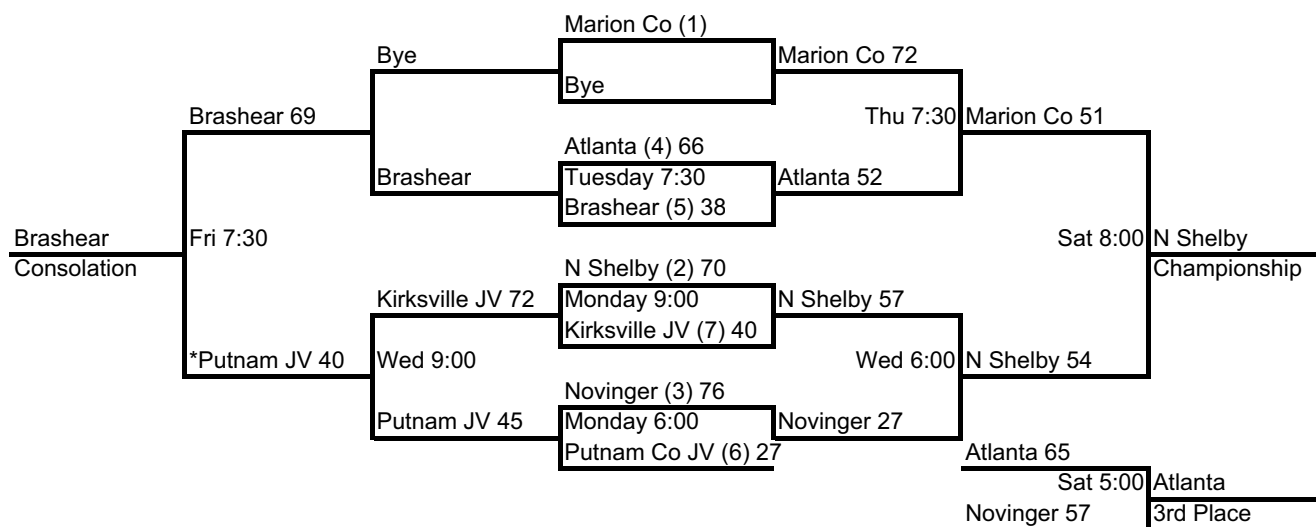 Marion Co (1)
Bye
Marion Co 72
Bye
Brashear 69
Thu 7:30
Marion Co 51
Atlanta (4) 66
Brashear
Tuesday 7:30
Atlanta 52
Brashear (5) 38
Brashear
Fri 7:30
Sat 8:00
N Shelby
Consolation
Championship
N Shelby (2) 70
Kirksville JV 72
Monday 9:00
N Shelby 57
Kirksville JV (7) 40
*Putnam JV 40
Wed 9:00
Wed 6:00
N Shelby 54
Novinger (3) 76
Putnam JV 45
Monday 6:00
Novinger 27
Putnam Co JV (6) 27
Atlanta 65
Sat 5:00
Atlanta
Novinger 57
3rd Place